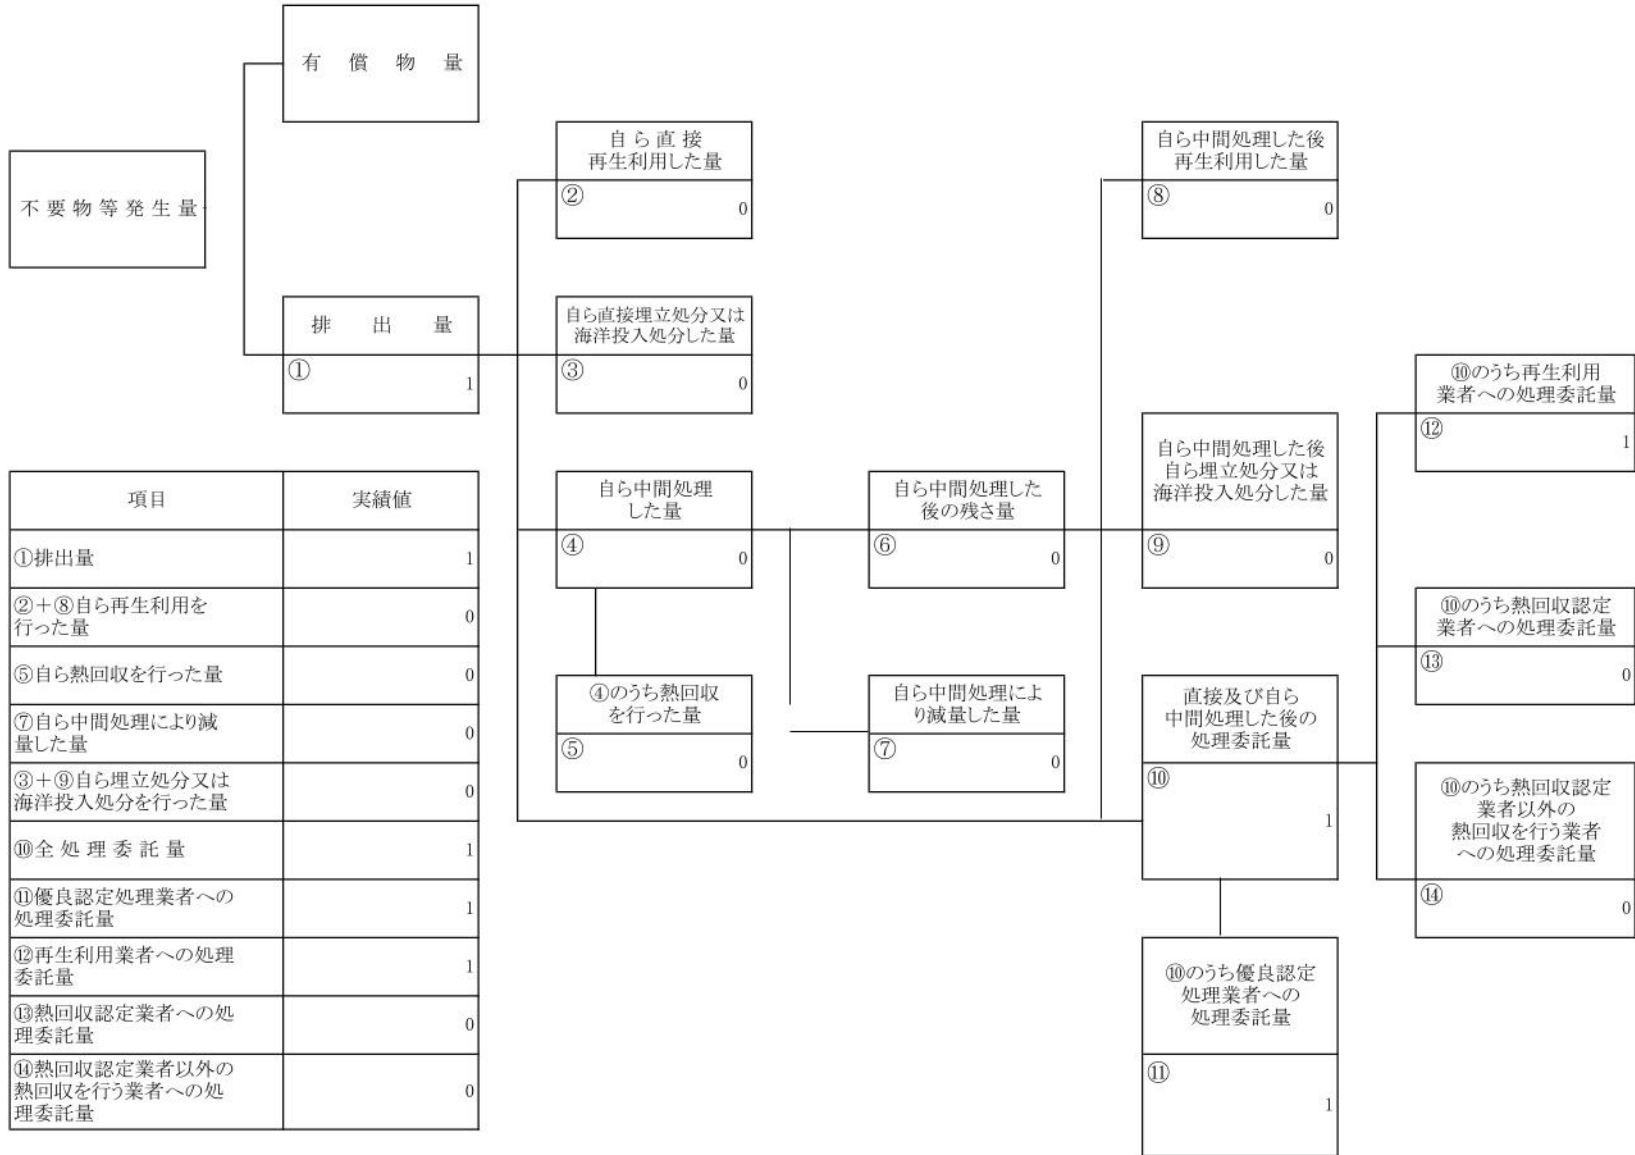 有 償 物 量
不 要 物 等 発 生 量
自 ら 直 接
再生利用した量
②
0
自ら中間処理した後
再生利用した量
⑧
0
排 出 量
①
1
自ら直接埋立処分又は
海洋投入処分した量
③
0
⑩のうち再生利用
業者への処理委託量
⑫
1
自ら中間処理
した量
④
0
自ら中間処理した
後の残さ量
⑥
0
自ら中間処理した後
自ら埋立処分又は
海洋投入処分した量
⑨
0
⑩のうち熱回収認定
業者への処理委託量
⑬
0
④のうち熱回収
を行った量
⑤
0
自ら中間処理によ
り減量した量
⑦
0
直接及び自ら
中間処理した後の
処理委託量
⑩
1
⑩のうち熱回収認定
業者以外の
熱回収を行う業者
への処理委託量
⑭
0
⑩のうち優良認定
処理業者への
処理委託量
⑪
1
項目 実績値
①排出量 1
②＋⑧自ら再生利用を
行った量 0
⑤自ら熱回収を行った量 0
⑦自ら中間処理により減
量した量 0
③＋⑨自ら埋立処分又は
海洋投入処分を行った量 0
⑩全 処 理 委 託 量 1
⑪優良認定処理業者への
処理委託量 1
⑫再生利用業者への処理
委託量 1
⑬熱回収認定業者への処
理委託量 0
⑭熱回収認定業者以外の
熱回収を行う業者への処
理委託量 0